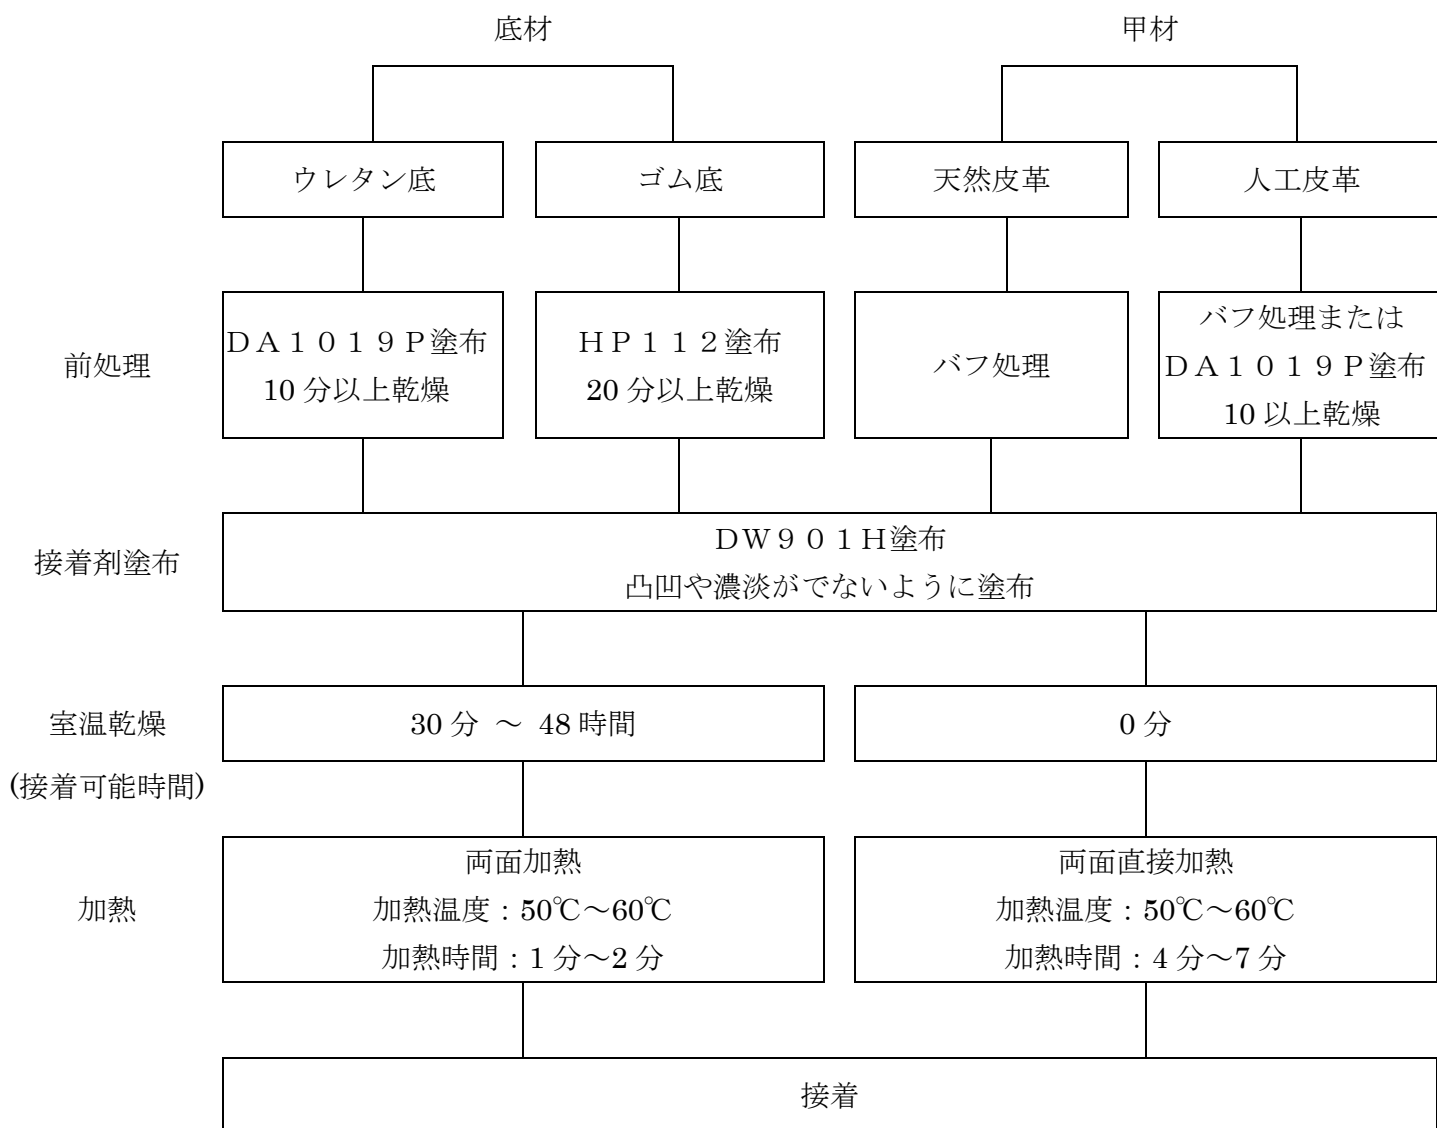 底材
甲材
ウレタン底
ゴム底
天然皮革
人工皮革
前処理
ＤＡ１０１９Ｐ塗布
10 分以上乾燥
ＨＰ１１２塗布
20 分以上乾燥
バフ処理
バフ処理または
ＤＡ１０１９Ｐ塗布
10 以上乾燥
接着剤塗布
ＤＷ９０１Ｈ塗布
凸凹や濃淡がでないように塗布
室温乾燥
(接着可能時間)
30 分 ～ 48 時間
0 分
加熱
両面加熱
加熱温度：50℃～60℃
加熱時間：1 分～2 分
両面直接加熱
加熱温度：50℃～60℃
加熱時間：4 分～7 分
接着